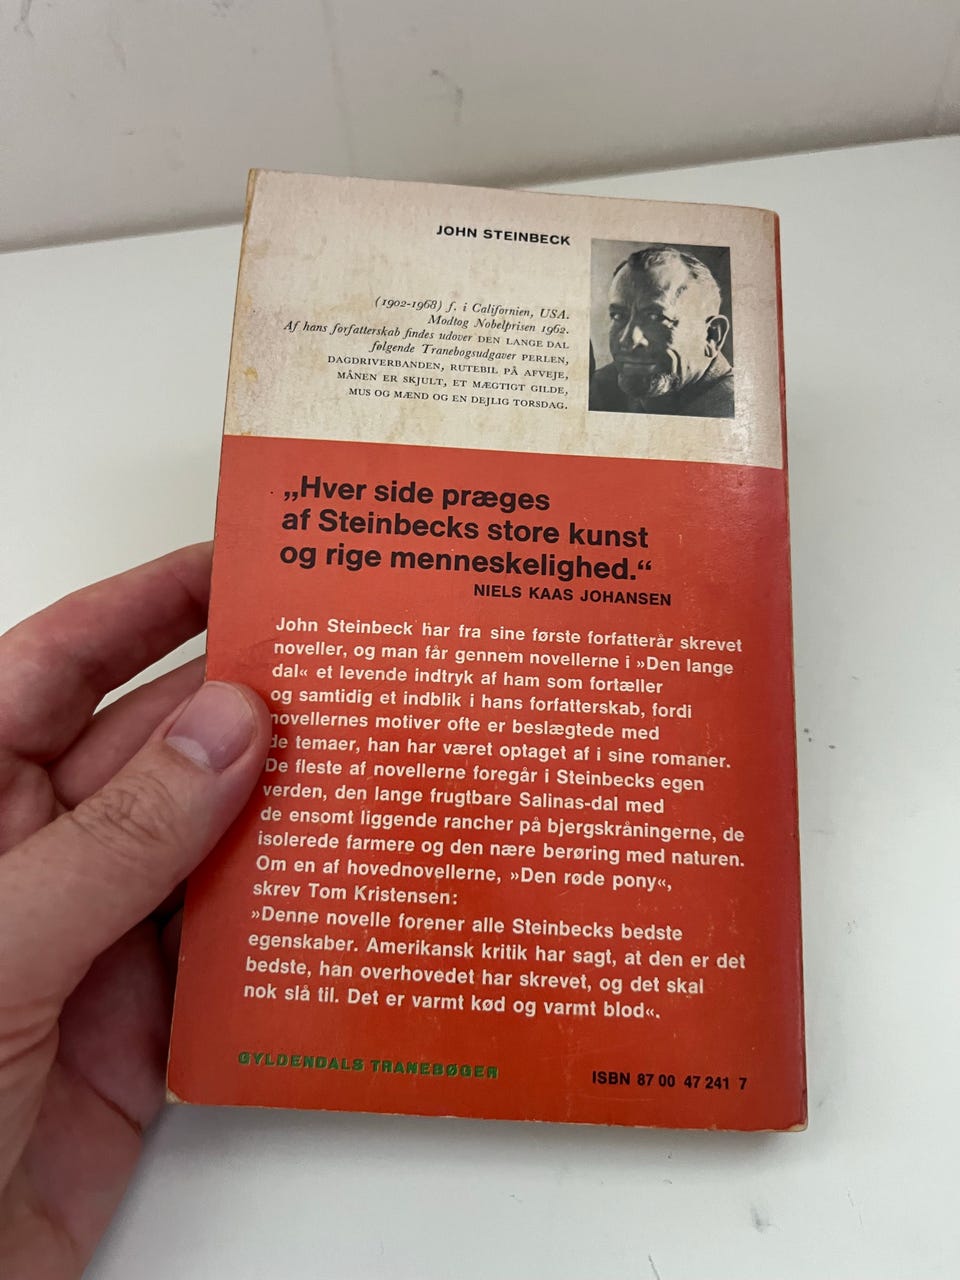 JOHN STEINBECK
(1902-1968) f. i Californien, USA.
Modtog Nobelprisen 1962.
Af hans forfatterskab findes udover DEN LANGE DAL
følgende Tranebogsudgaver PERLEN,
DAGDRIVERBANDEN, RUTEBIL PÅ AFVEJE,
MÅNEN ER SKJULT, ET MÆGTIGT GILDE,
MUS OG MÆND OG EN DEJLIG TORSDAG.
„Hver side præges
af Steinbecks store kunst
og rige menneskelighed.“
NIELS KAAS JOHANSEN
John Steinbeck har fra sine første forfatterår skrevet
noveller, og man får gennem novellerne i »Den lange
dal« et levende indtryk af ham som fortæller
og samtidig et indblik i hans forfatterskab, fordi
novellernes motiver ofte er beslægtede med
de temaer, han har været optaget af i sine romaner.
De fleste af novellerne foregår i Steinbecks egen
verden, den lange frugtbare Salinas-dal med
de ensomt liggende rancher på bjergskråningerne, de
isolerede farmere og den nære berøring med naturen.
Om en af hovednovellerne, »Den røde pony«,
skrev Tom Kristensen:
»Denne novelle forener alle Steinbecks bedste
egenskaber. Amerikansk kritik har sagt, at den er det
bedste, han overhovedet har skrevet, og det skal
nok slå til. Det er varmt kød og varmt blod«.
GYLDENDALS TRANEBØGER
ISBN 87 00 47 241 7